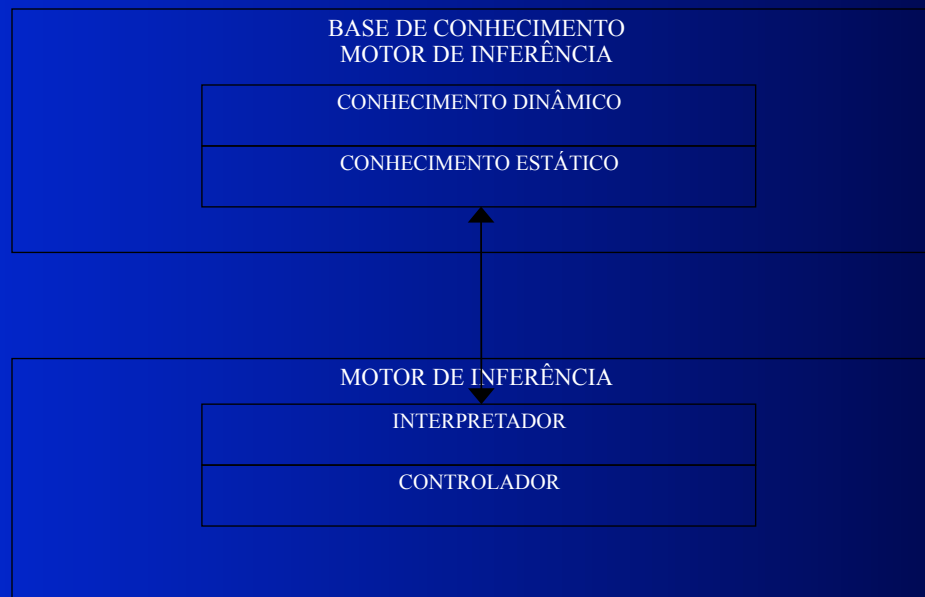 BASE DE CONHECIMENTO
MOTOR DE INFERÊNCIA
CONHECIMENTO DINÂMICO
CONHECIMENTO ESTÁTICO
MOTOR DE INFERÊNCIA
INTERPRETADOR
CONTROLADOR